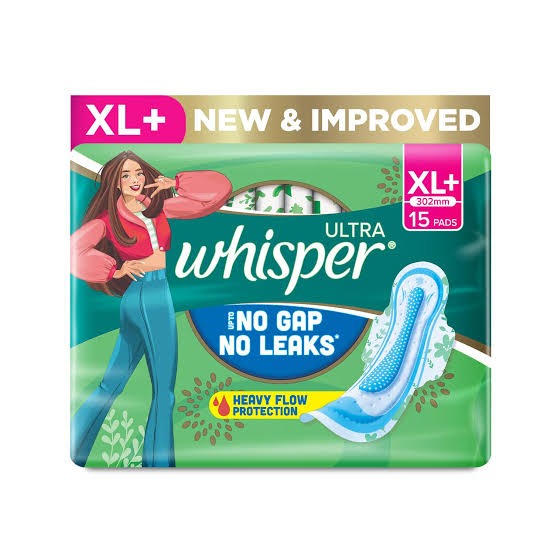 XL+ NEW & IMPROVED
XL+
302mm
15 PADS
ULTRA
whisper®
UPTO
NO GAP
NO LEAKS*
HEAVY FLOW
PROTECTION